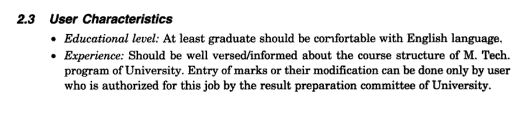 2.3 User Characteristics
• Educational level: At least graduate should be comfortable with English language.
• Experience: Should be well versed/informed about the course structure of M. Tech.
program of University. Entry of marks or their modification can be done only by user
who is authorized for this job by the result preparation committee of University.